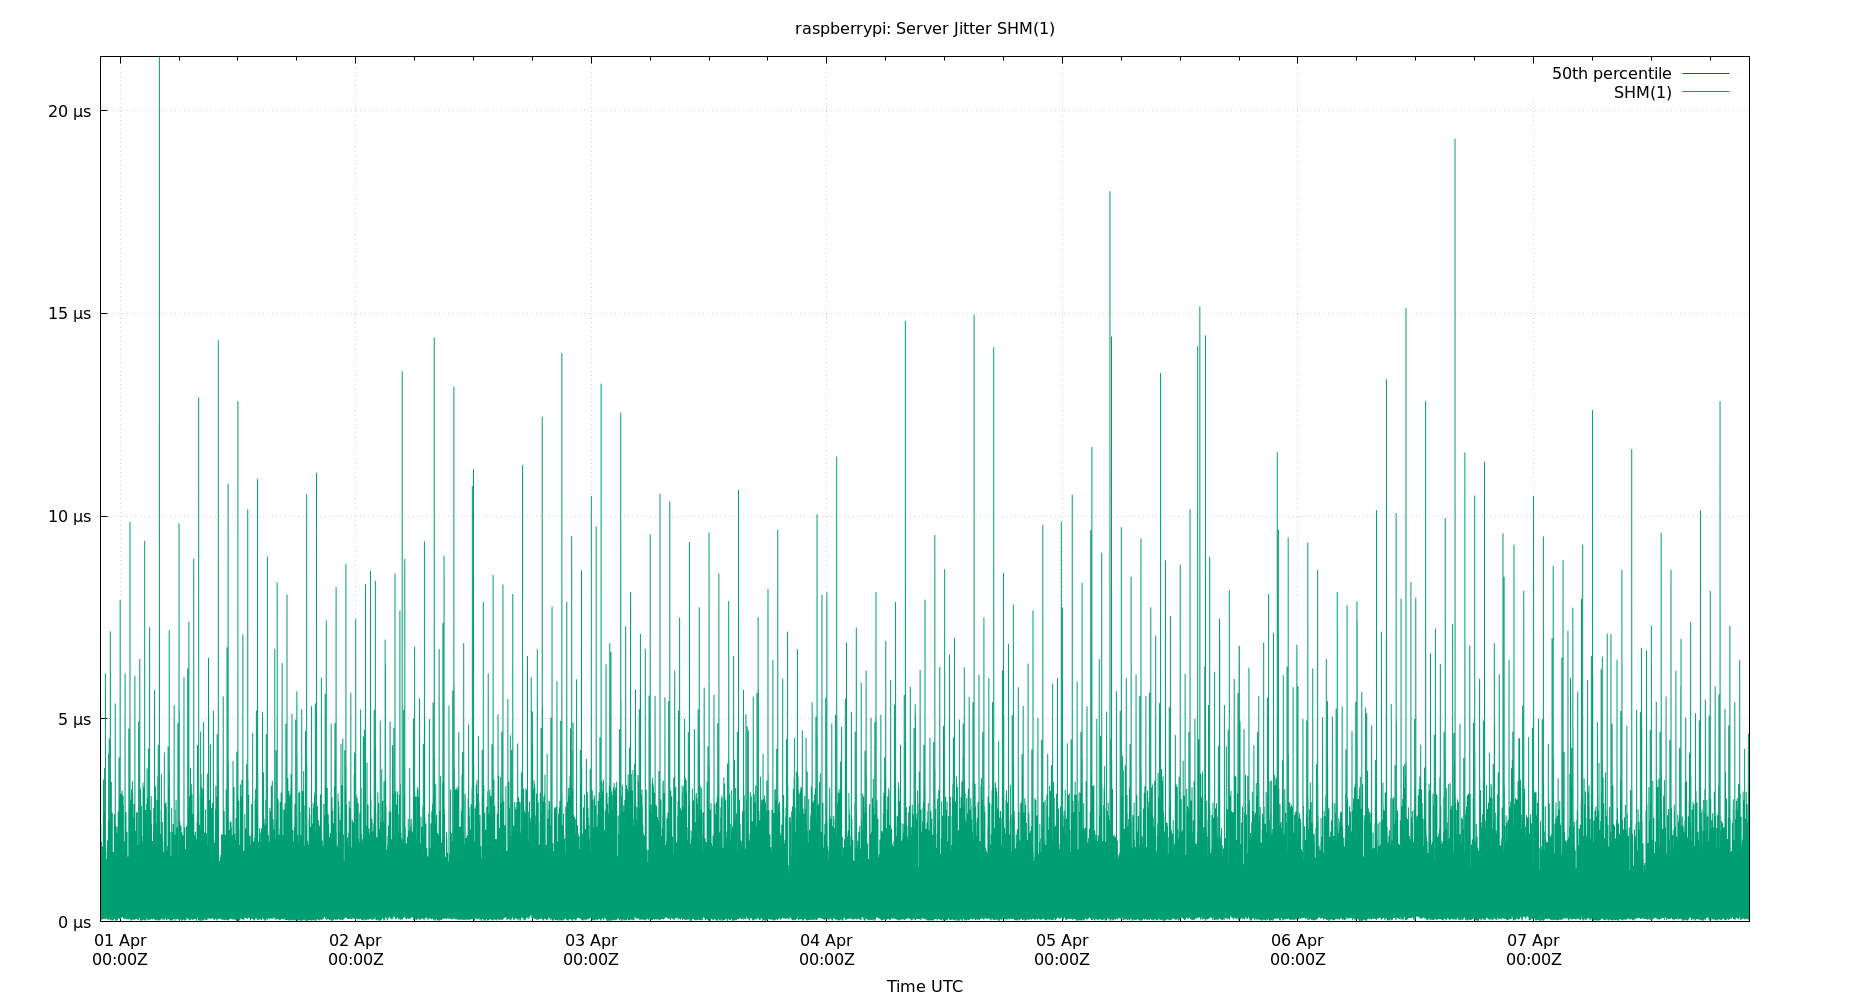 raspberrypi: Server Jitter SHM(1)
50th percentile
SHM(1)
20 µs
15 µs
10 µs
5 µs
0 µs
01 Apr 02 Apr 03 Apr 04 Apr 05 Apr 06 Apr 07 Apr
00:00Z 00:00Z 00:00Z 00:00Z 00:00Z 00:00Z 00:00Z
Time UTC